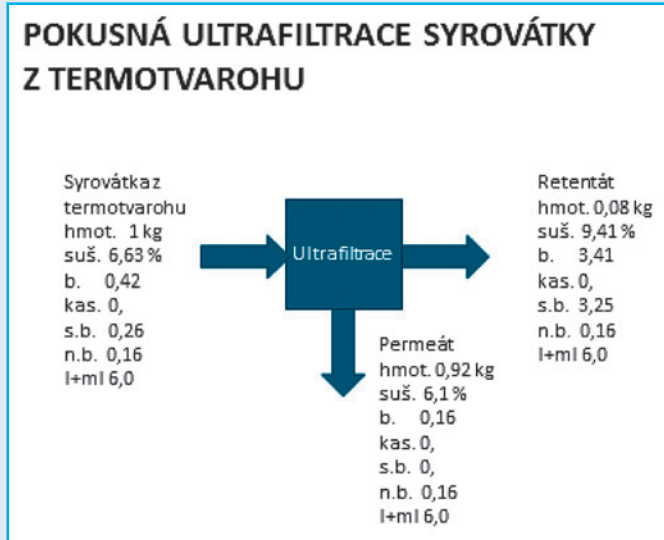 POKUSNÁ ULTRAFILTRACE SYROVÁTKY
Z TERMOTVAROHU
Syrovátka z
termotvarohu
hmot. 1 kg
suš. 6,63 %
b. 0,42
kas. 0,
s.b. 0,26
n.b. 0,16
l+ml 6,0
Ultrafiltrace
Retentát
hmot. 0,08 kg
suš. 9,41 %
b. 3,41
kas. 0,
s.b. 3,25
n.b. 0,16
l+ml 6,0
Permeát
hmot. 0,92 kg
suš. 6,1 %
b. 0,16
kas. 0,
s.b. 0,
n.b. 0,16
l+ml 6,0